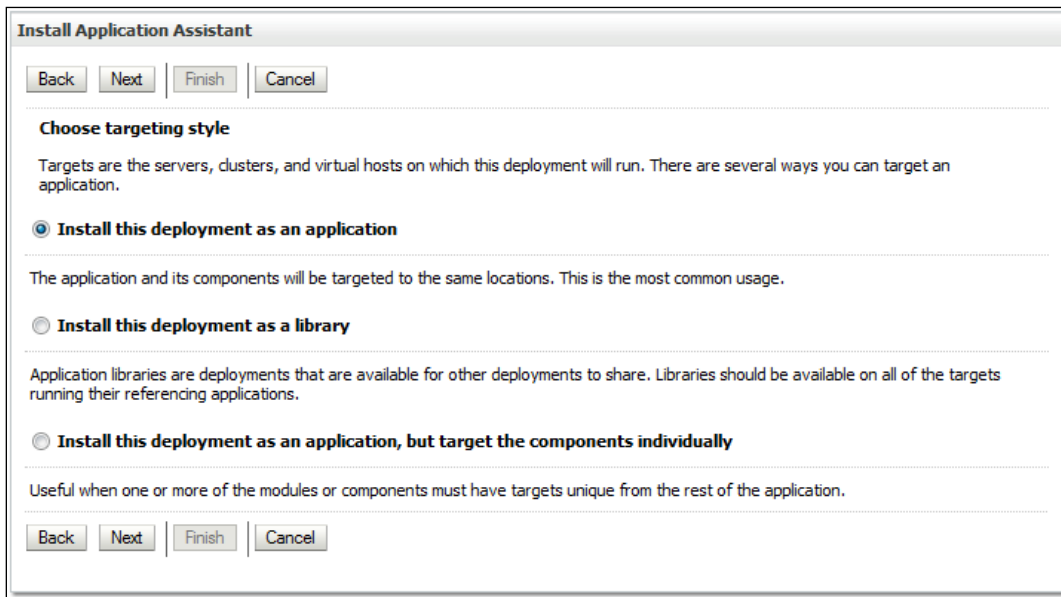 Install Application Assistant
Back Next Finish Cancel
Choose targeting style
Targets are the servers, clusters, and virtual hosts on which this deployment will run. There are several ways you can target an
application.
Install this deployment as an application
The application and its components will be targeted to the same locations. This is the most common usage.
Install this deployment as a library
Application libraries are deployments that are available for other deployments to share. Libraries should be available on all of the targets
running their referencing applications.
Install this deployment as an application, but target the components individually
Useful when one or more of the modules or components must have targets unique from the rest of the application.
Back Next Finish Cancel